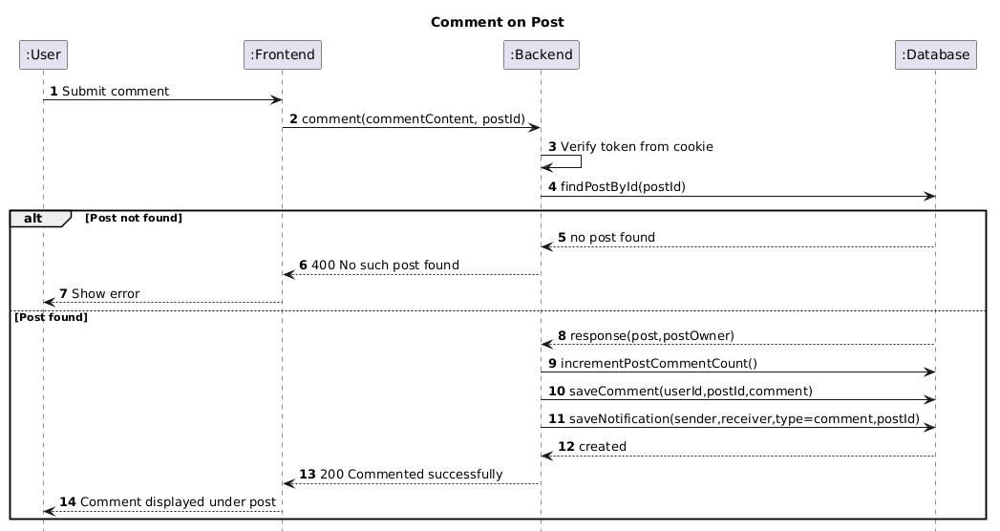 Comment on Post
:User
:Frontend
:Backend
:Database
1 Submit comment
2 comment(commentContent, postId)
3 Verify token from cookie
4 findPostById(postId)
alt
[Post not found]
5 no post found
6 400 No such post found
7 Show error
[Post found]
8 response(post,postOwner)
9 incrementPostCommentCount()
10 saveComment(userId,postId,comment)
11 saveNotification(sender,receiver,type=comment,postId)
12 created
13 200 Commented successfully
14 Comment displayed under post